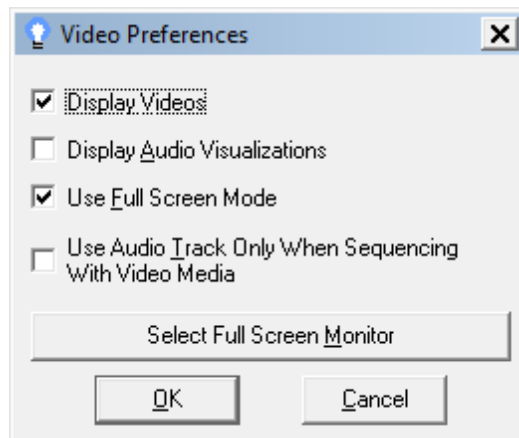 Video Preferences
Display Videos
Display Audio Visualizations
Use Full Screen Mode
Use Audio Track Only When Sequencing
With Video Media
Select Full Screen Monitor
OK
Cancel